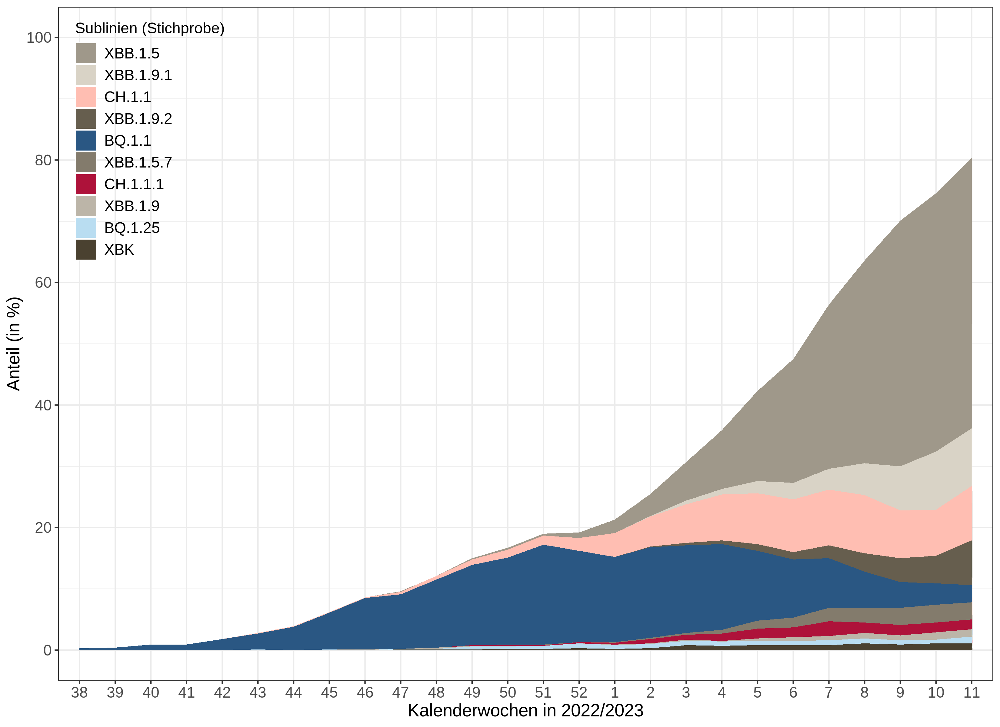 Sublinien (Stichprobe)
XBB.1.5
XBB.1.9.1
CH.1.1
XBB.1.9.2
BQ.1.1
XBB.1.5.7
CH.1.1.1
XBB.1.9
BQ.1.25
XBK
100
80
60
40
20
0
Anteil (in %)
38 39 40 41 42 43 44 45 46 47 48 49 50 51 52 1 2 3 4 5 6 7 8 9 10 11
Kalenderwochen in 2022/2023